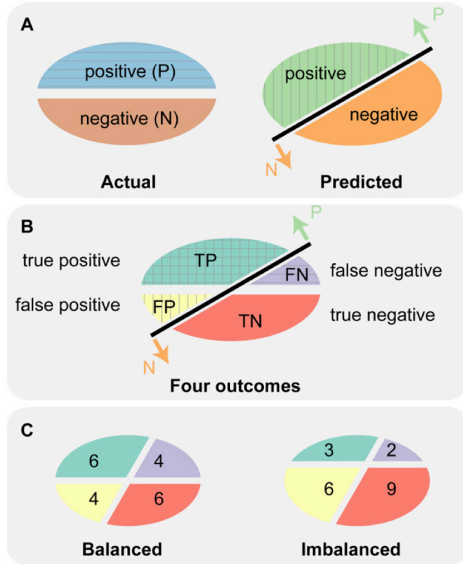 A
positive (P)
negative (N)
Actual
P
positive
negative
N
Predicted
B
P
true positive
TP
FN
false negative
false positive
FP
TN
true negative
N
Four outcomes
C
6
4
4
6
Balanced
3
2
6
9
Imbalanced